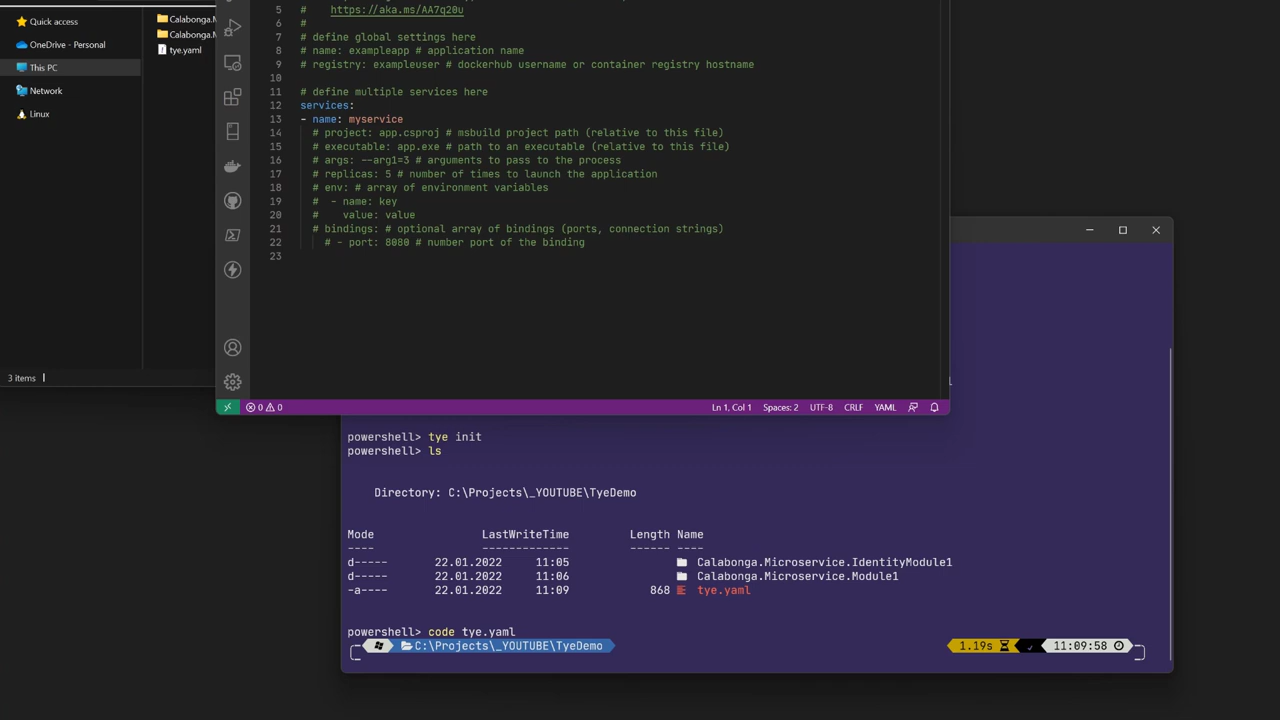 Quick access
OneDrive - Personal
This PC
Network
Linux
Calabonga.M
Calabonga.M
tye.yaml
3 items
5 # https://aka.ms/AA7q20u
6 #
7 # define global settings here
8 # name: exampleapp # application name
9 # registry: exampleuser # dockerhub username or container registry hostname
10
11 # define multiple services here
12 services:
13 - name: myservice
14 # project: app.csproj # msbuild project path (relative to this file)
15 # executable: app.exe # path to an executable (relative to this file)
16 # args: --arg1=3 # arguments to pass to the process
17 # replicas: 5 # number of times to launch the application
18 # env: # array of environment variables
19 # - name: key
20 # value: value
21 # bindings: # optional array of bindings (ports, connection strings)
22 # - port: 8080 # number port of the binding
23
0 0 Ln 1, Col 1 Spaces: 2 UTF-8 CRLF YAML
powershell> tye init
powershell> ls
Directory: C:\Projects\_YOUTUBE\TyeDemo
Mode LastWriteTime Length Name
---- ------------- ------ ----
d----- 22.01.2022 11:05 Calabonga.Microservice.IdentityModule1
d----- 22.01.2022 11:06 Calabonga.Microservice.Module1
-a---- 22.01.2022 11:09 868 tye.yaml
powershell> code tye.yaml
C:\Projects\_YOUTUBE\TyeDemo 1.19s 11:09:58